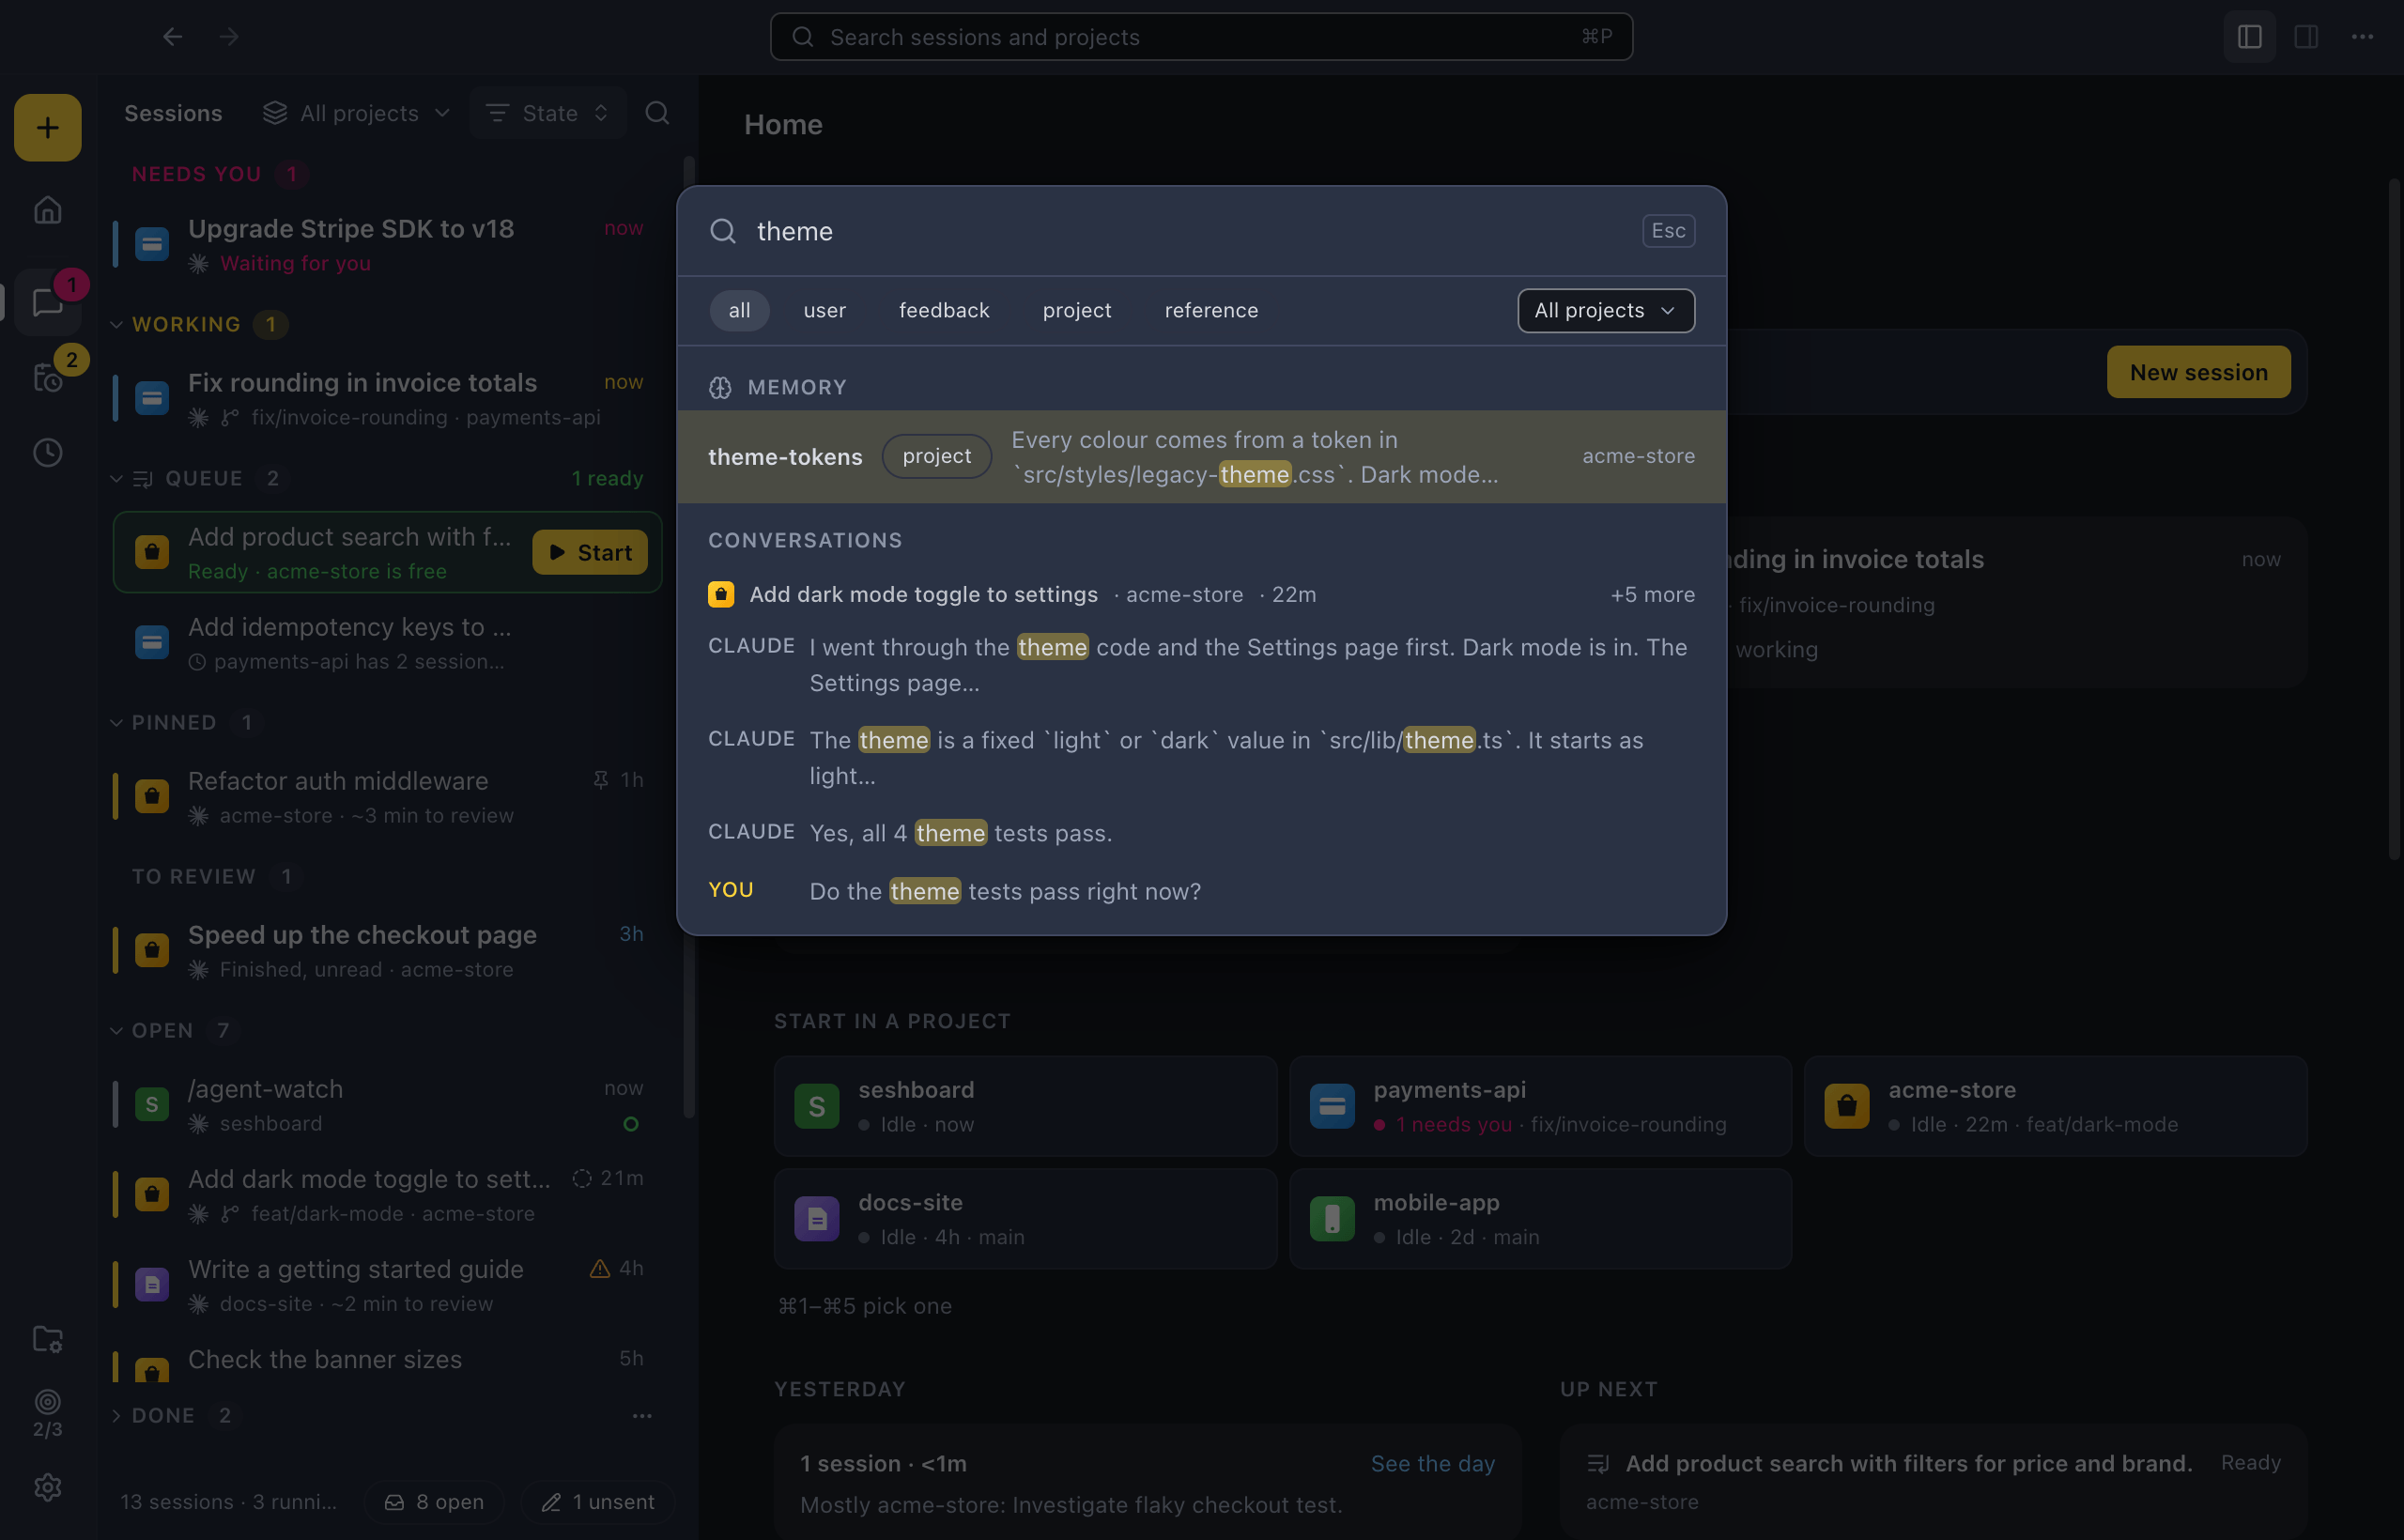 Search sessions and projects ⌘P
Sessions All projects State
NEEDS YOU 1
Upgrade Stripe SDK to v18 now
Waiting for you
1
WORKING 1
2
Fix rounding in invoice totals now
fix/invoice-rounding · payments-api
QUEUE 2 1 ready
Add product search with f... Start
Ready · acme-store is free
Add idempotency keys to ...
payments-api has 2 session...
PINNED 1
Refactor auth middleware 1h
acme-store · ~3 min to review
TO REVIEW 1
Speed up the checkout page 3h
Finished, unread · acme-store
OPEN 7
S /agent-watch now
seshboard
Add dark mode toggle to sett... 21m
feat/dark-mode · acme-store
Write a getting started guide 4h
docs-site · ~2 min to review
Check the banner sizes 5h
2/3
DONE 2
13 sessions · 3 runni... 8 open 1 unsent
Home
theme Esc
all user feedback project reference All projects
MEMORY
theme-tokens project Every colour comes from a token in
`src/styles/legacy-theme.css`. Dark mode... acme-store
CONVERSATIONS
Add dark mode toggle to settings · acme-store · 22m +5 more
CLAUDE I went through the theme code and the Settings page first. Dark mode is in. The
Settings page...
CLAUDE The theme is a fixed `light` or `dark` value in `src/lib/theme.ts`. It starts as
light...
CLAUDE Yes, all 4 theme tests pass.
YOU Do the theme tests pass right now?
New session
ding in invoice totals now
· fix/invoice-rounding
working
START IN A PROJECT
S seshboard
Idle · now
payments-api
1 needs you · fix/invoice-rounding
acme-store
Idle · 22m · feat/dark-mode
docs-site
Idle · 4h · main
mobile-app
Idle · 2d · main
⌘1–⌘5 pick one
YESTERDAY
1 session · <1m See the day
Mostly acme-store: Investigate flaky checkout test.
UP NEXT
Add product search with filters for price and brand. Ready
acme-store